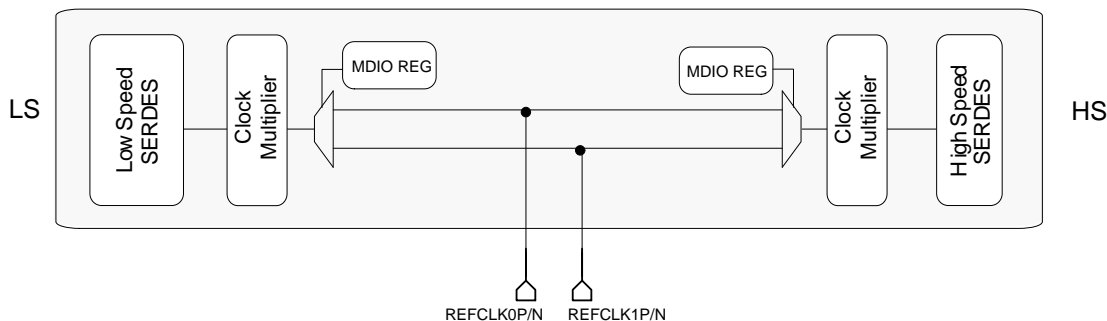 LS
Low Speed
SERDES
Clock
Multiplier
MDIO REG
MDIO REG
Clock
Multiplier
High Speed
SERDES
HS
REFCLK0P/N
REFCLK1P/N